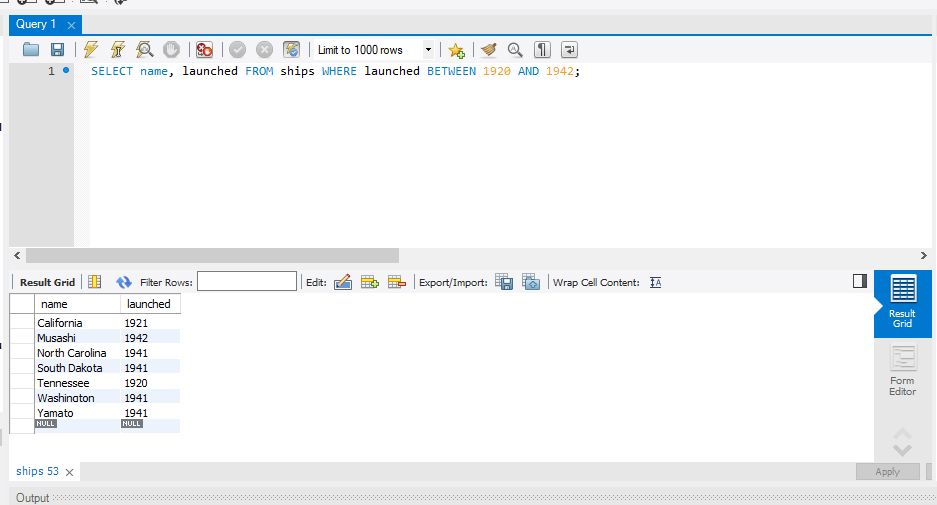 Query 1
Limit to 1000 rows
1 SELECT name, launched FROM ships WHERE launched BETWEEN 1920 AND 1942;
Result Grid Filter Rows: Edit: Export/Import: Wrap Cell Content:
name launched
California 1921
Musashi 1942
North Carolina 1941
South Dakota 1941
Tennessee 1920
Washington 1941
Yamato 1941
NULL NULL
Result
Grid
Form
Editor
ships 53
Apply
Output